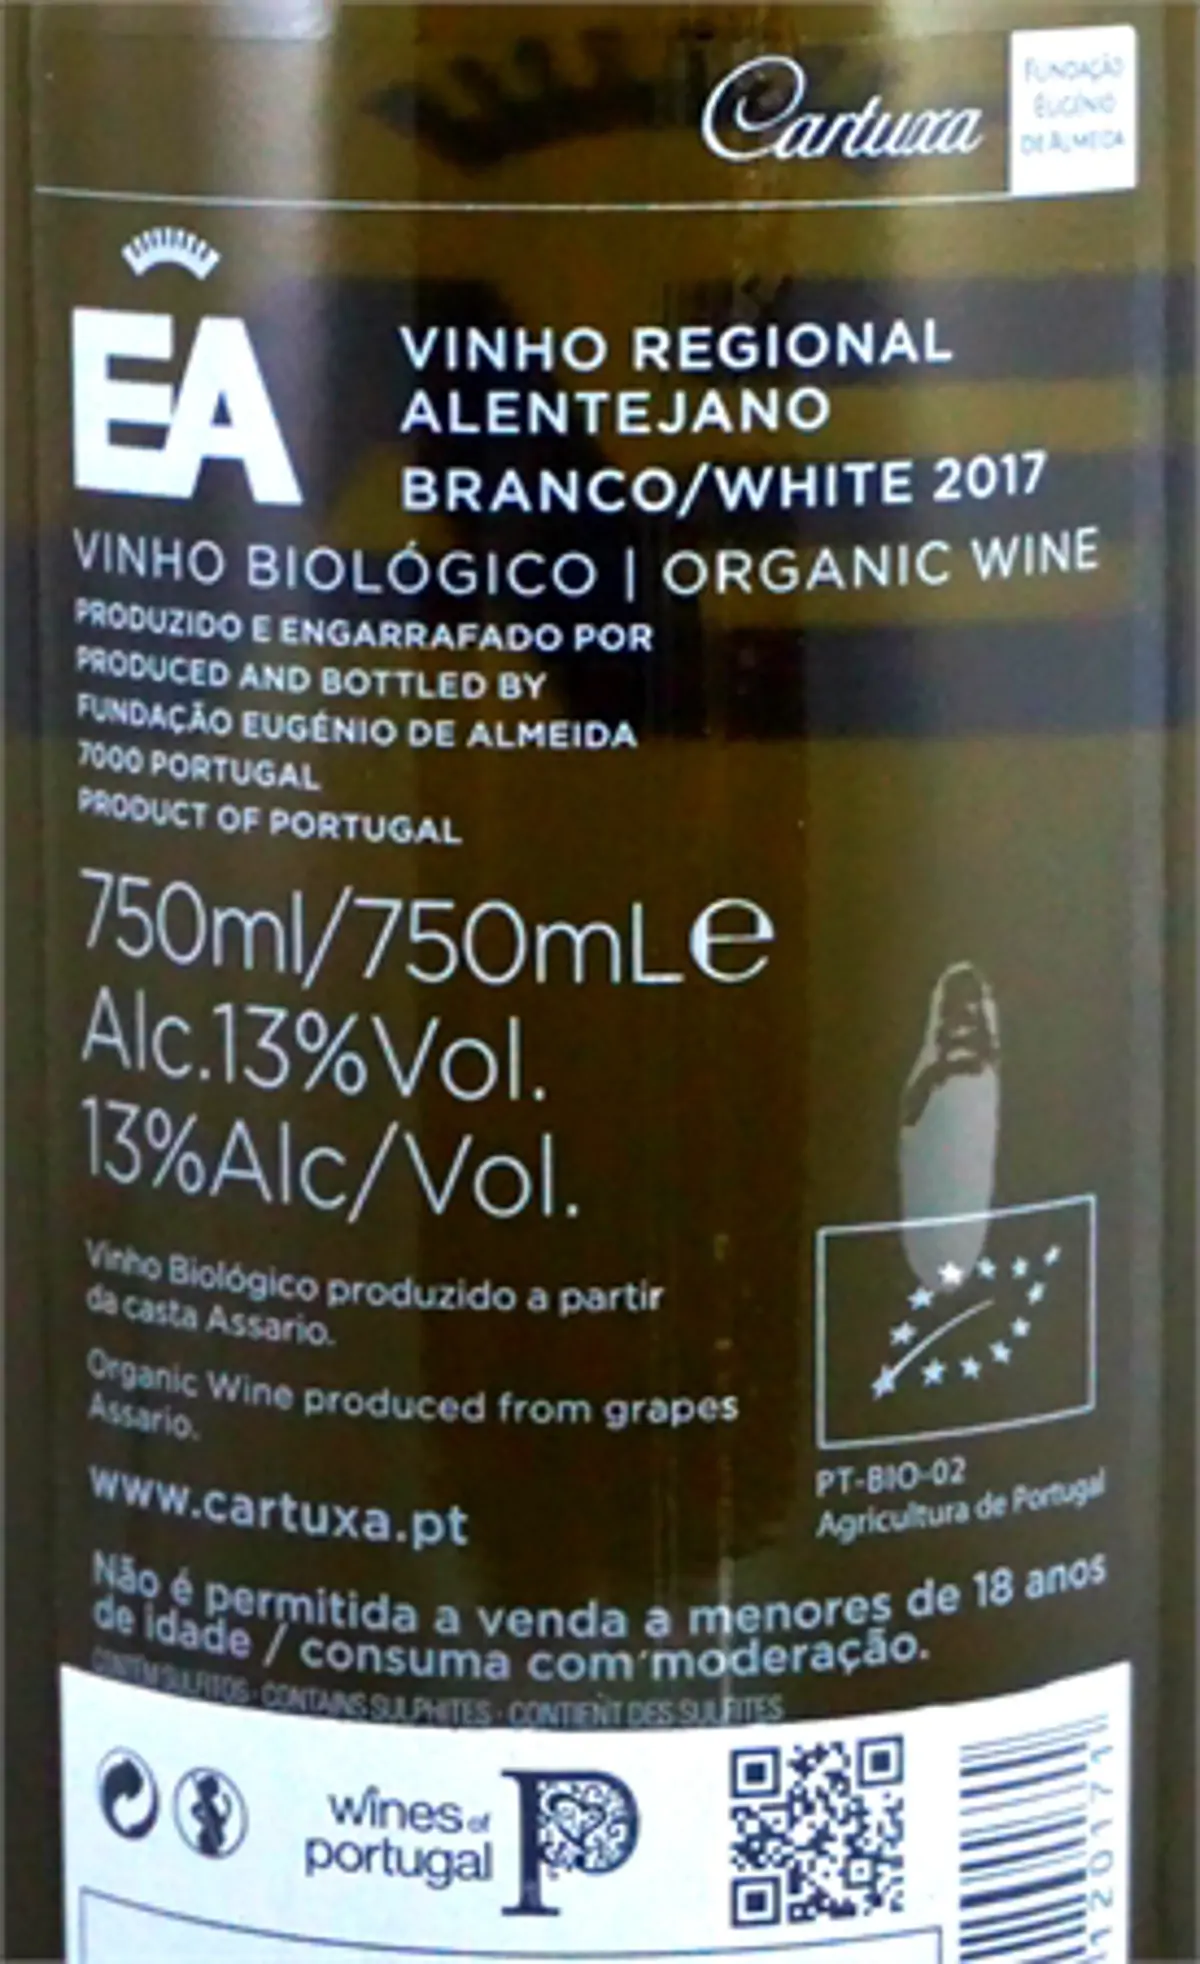 Cartuxa
FUNDAÇÃO
EUGÉNIO
DE ALMEIDA
EA
VINHO REGIONAL
ALENTEJANO
BRANCO/WHITE 2017
VINHO BIOLÓGICO | ORGANIC WINE
PRODUZIDO E ENGARRAFADO POR
PRODUCED AND BOTTLED BY
FUNDAÇÃO EUGÉNIO DE ALMEIDA
7000 PORTUGAL
PRODUCT OF PORTUGAL
750ml/750mL e
Alc.13%Vol.
13%Alc/Vol.
Vinho Biológico produzido a partir
da casta Assario.
Organic Wine produced from grapes
Assario.
www.cartuxa.pt
PT-BIO-02
Agricultura de Portugal
Não é permitida a venda a menores de 18 anos
de idade / consuma com moderação.
CONTÉM SULFITOS · CONTAINS SULPHITES · CONTIENT DES SULFITES
wines of
portugal
P
120171